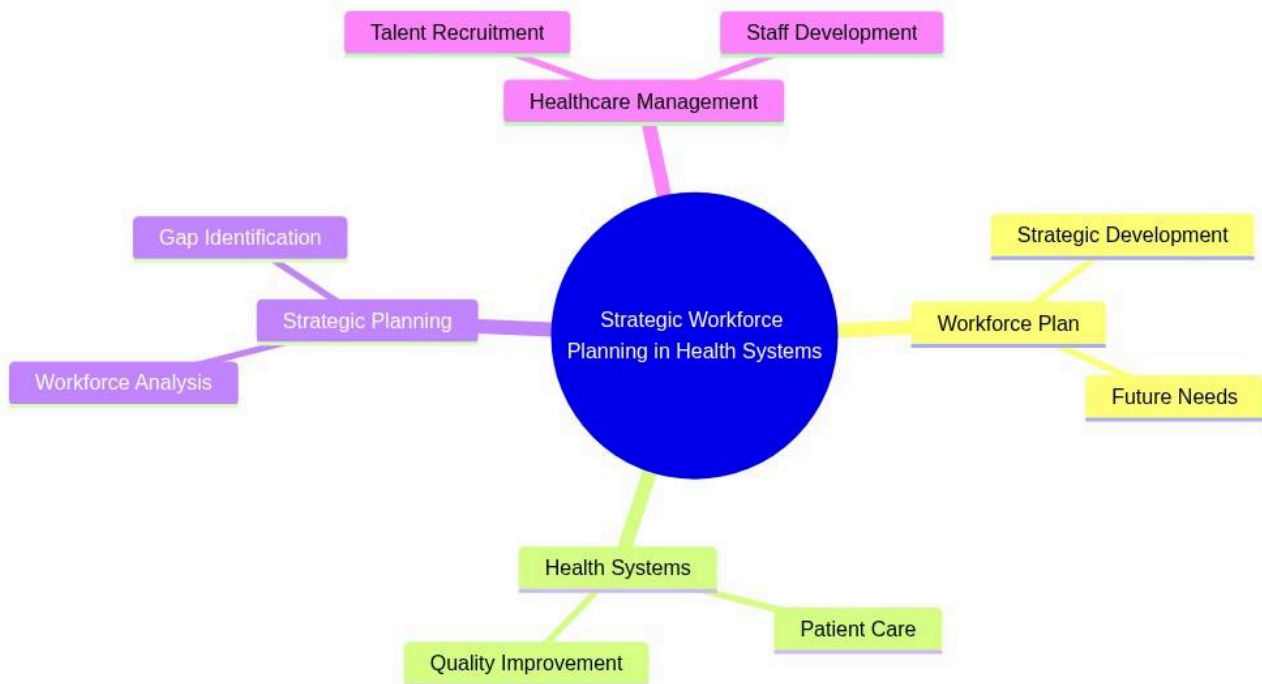 Talent Recruitment
Staff Development
Healthcare Management
Gap Identification
Strategic Development
Strategic Planning
Strategic Workforce
Planning in Health Systems
Workforce Plan
Workforce Analysis
Future Needs
Health Systems
Patient Care
Quality Improvement